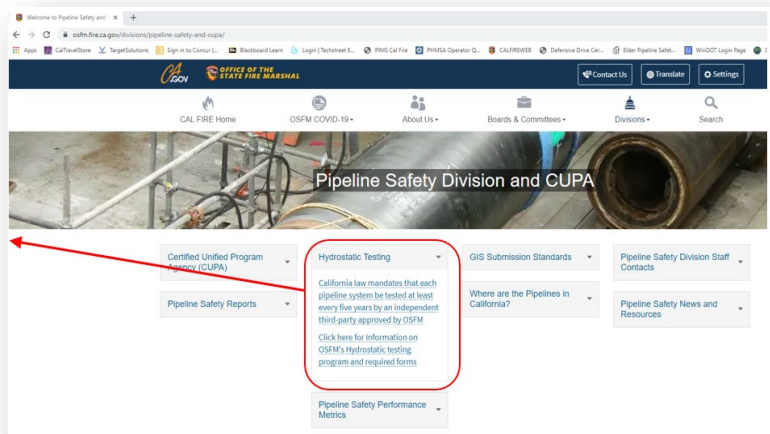 Welcome to Pipeline Safety and
osfm.fire.ca.gov/divisions/pipeline-safety-and-cupa/
Apps CalTravelStore TargetSolutions Sign in to Concur |... Blackboard Learn Login | Techstreet E... PIMS Cal Fire PHMSA Operator Q... CALFIREWEB Defensive Drive Cer... Elder Pipeline Safet... WinDOT Login Page
CA.GOV OFFICE OF THE
STATE FIRE MARSHAL
Contact Us Translate Settings
CAL FIRE Home OSFM COVID-19 About Us Boards & Committees Divisions Search
Pipeline Safety Division and CUPA
Certified Unified Program
Agency (CUPA)
Hydrostatic Testing
GIS Submission Standards
Pipeline Safety Division Staff
Contacts
Pipeline Safety Reports
California law mandates that each
pipeline system be tested at least
every five years by an independent
third-party approved by OSFM
Click here for Information on
OSFM's Hydrostatic testing
program and required forms
Where are the Pipelines in
California?
Pipeline Safety News and
Resources
Pipeline Safety Performance
Metrics